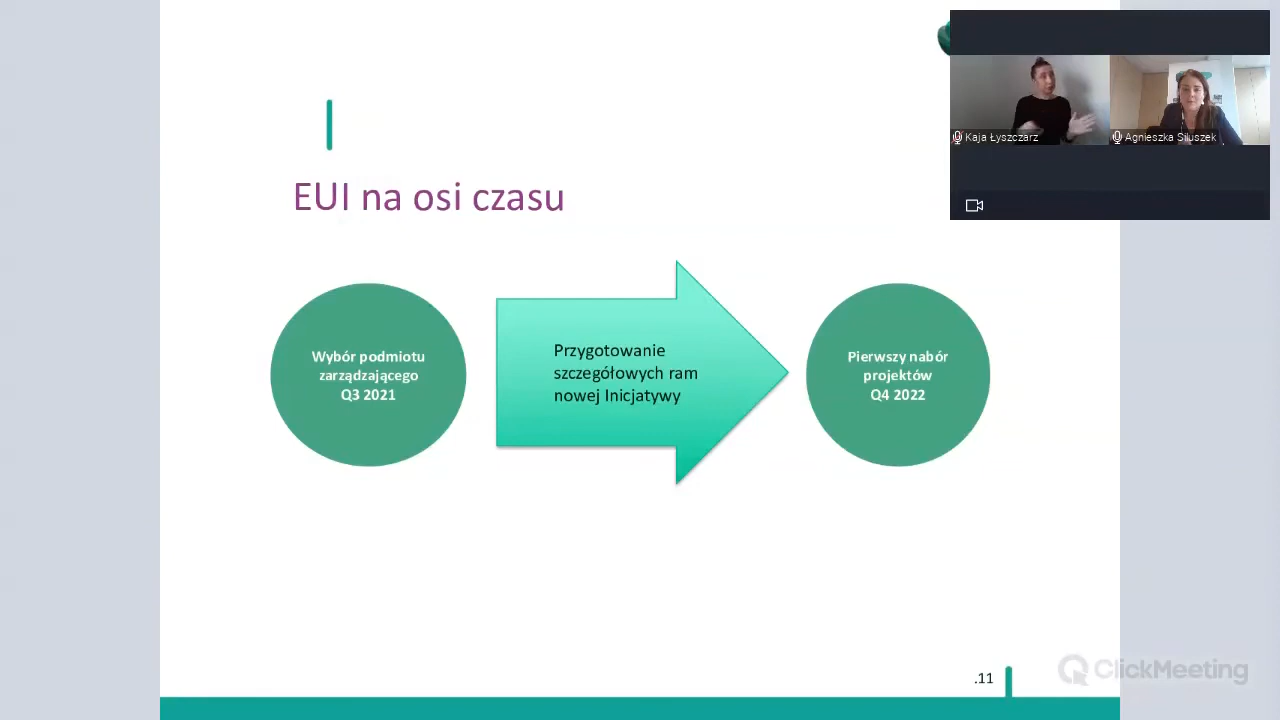 Kaja Łyszczarz
Agnieszka Siłuszek
EUI na osi czasu
Wybór podmiotu
zarządzającego
Q3 2021
Przygotowanie
szczegółowych ram
nowej Inicjatywy
Pierwszy nabór
projektów
Q4 2022
.11
ClickMeeting